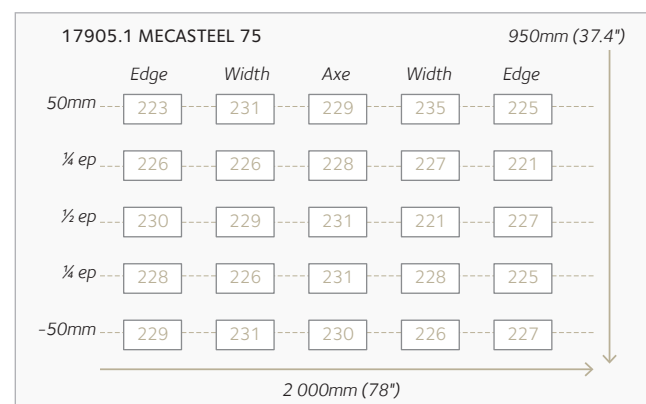 17905.1 MECASTEEL 75 950mm (37.4")
Edge Width Axe Width Edge
50mm 223 231 229 235 225
¼ ep 226 226 228 227 221
½ ep 230 229 231 221 227
¼ ep 228 226 231 228 225
–50mm 229 231 230 226 227
2 000mm (78")